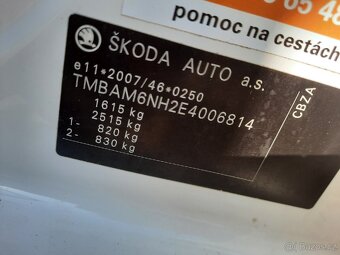 65 48
pomoc na cestách
ŠKODA AUTO a.s.
e11*2007/46*0250
TMBAM6NH2E4006814
1615 kg
2515 kg
1- 820 kg
2- 830 kg
CBZA